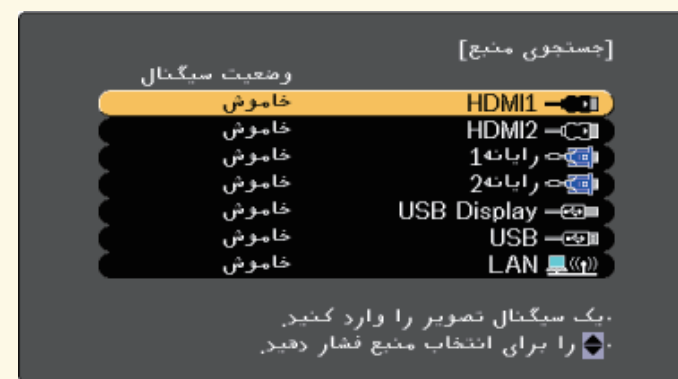 [جستجوی منبع]
وضعیت سیگنال
HDMI1 خاموش
HDMI2 خاموش
رایانه1 خاموش
رایانه2 خاموش
USB Display خاموش
USB خاموش
LAN خاموش
.یک سیگنال تصویر را وارد کنید.
.را برای انتخاب منبع فشار دهید.